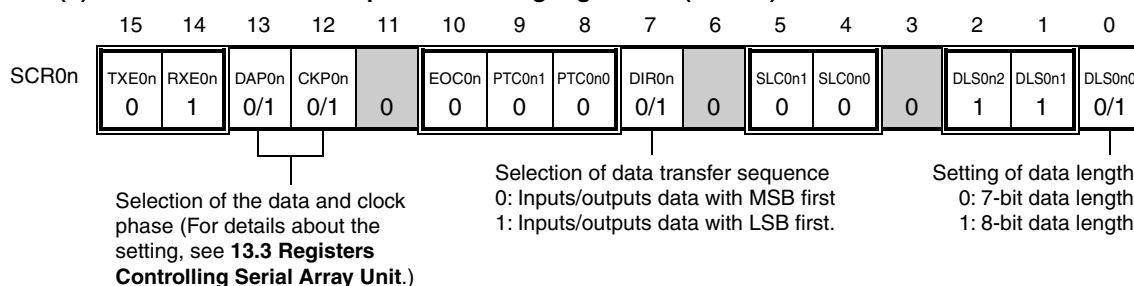 15 14 13 12 11 10 9 8 7 6 5 4 3 2 1 0
SCR0n TXE0n RXE0n DAP0n CKP0n EOC0n PTC0n1 PTC0n0 DIR0n SLC0n1 SLC0n0 DLS0n2 DLS0n1 DLS0n0
0 1 0/1 0/1 0 0 0 0 0/1 0 0 0 0 1 1 0/1
Selection of the data and clock
phase (For details about the
setting, see 13.3 Registers
Controlling Serial Array Unit.)
Selection of data transfer sequence
0: Inputs/outputs data with MSB first
1: Inputs/outputs data with LSB first.
Setting of data length
0: 7-bit data length
1: 8-bit data length